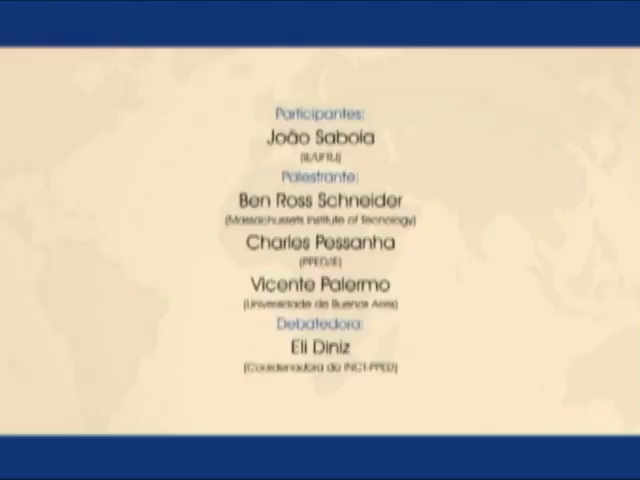 Participantes:
João Saboia
(IE/UFRJ)
Palestrante:
Ben Ross Schneider
(Massachussets Institute of Tecnology)
Charles Pessanha
(PPED/IE)
Vicente Palermo
(Universidade de Buenos Aires)
Debatedora:
Eli Diniz
(Coordenadora do INCT-PPED)